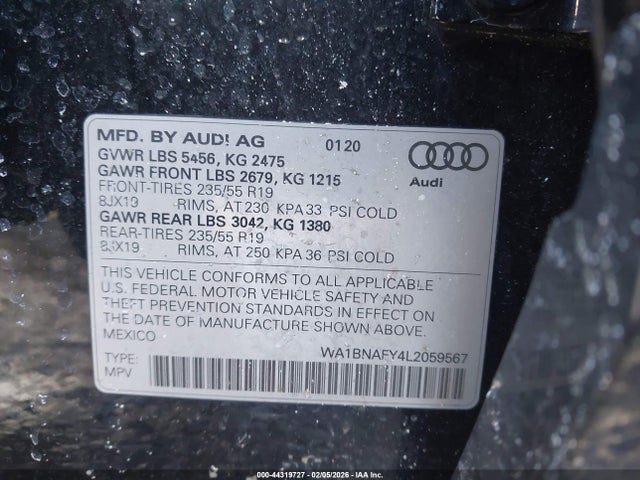 MFD. BY AUDI AG 0120
GVWR LBS 5456, KG 2475
GAWR FRONT LBS 2679, KG 1215
FRONT-TIRES 235/55 R19
8JX19 RIMS, AT 230 KPA 33 PSI COLD
GAWR REAR LBS 3042, KG 1380
REAR-TIRES 235/55 R19
8JX19 RIMS, AT 250 KPA 36 PSI COLD
Audi
THIS VEHICLE CONFORMS TO ALL APPLICABLE
U.S. FEDERAL MOTOR VEHICLE SAFETY AND
THEFT PREVENTION STANDARDS IN EFFECT ON
THE DATE OF MANUFACTURE SHOWN ABOVE.
MEXICO
WA1BNAFY4L2059567
TYPE:
MPV
000-44319727 - 02/05/2026 - IAA Inc.